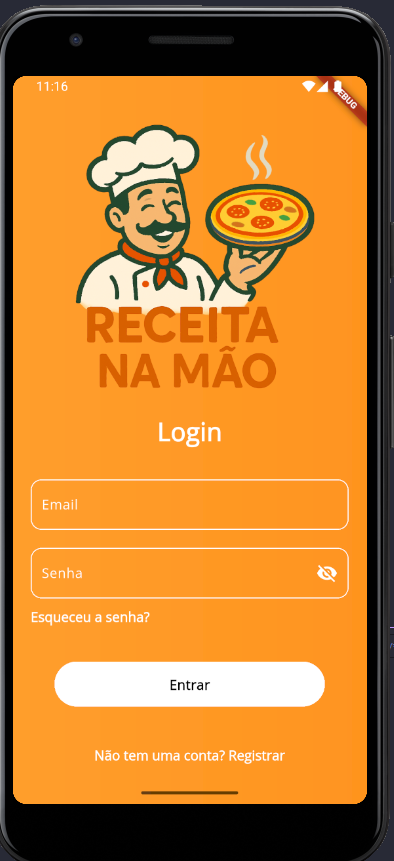 11:16
DEBUG
RECEITA
NA MÃO
Login
Email
Senha
Esqueceu a senha?
Entrar
Não tem uma conta? Registrar